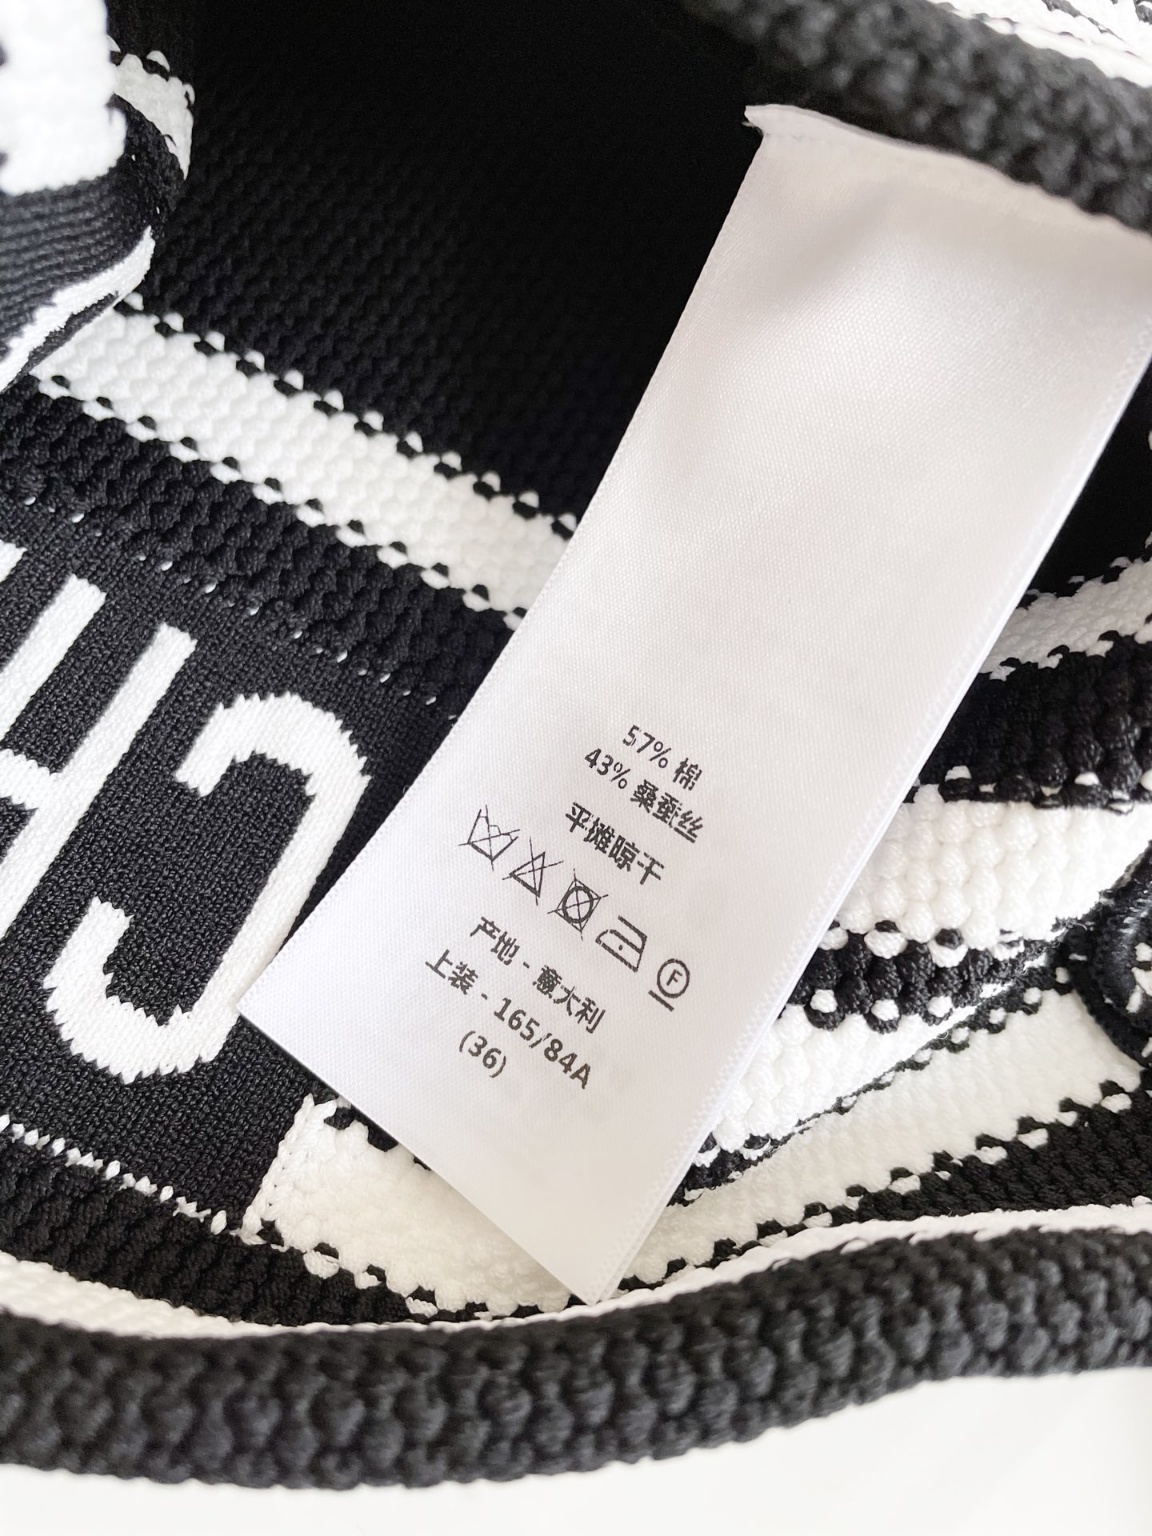 57% 棉
43% 桑蚕丝
平摊晾干
F
产地 - 意大利
上装 - 165/84A
(36)
CH